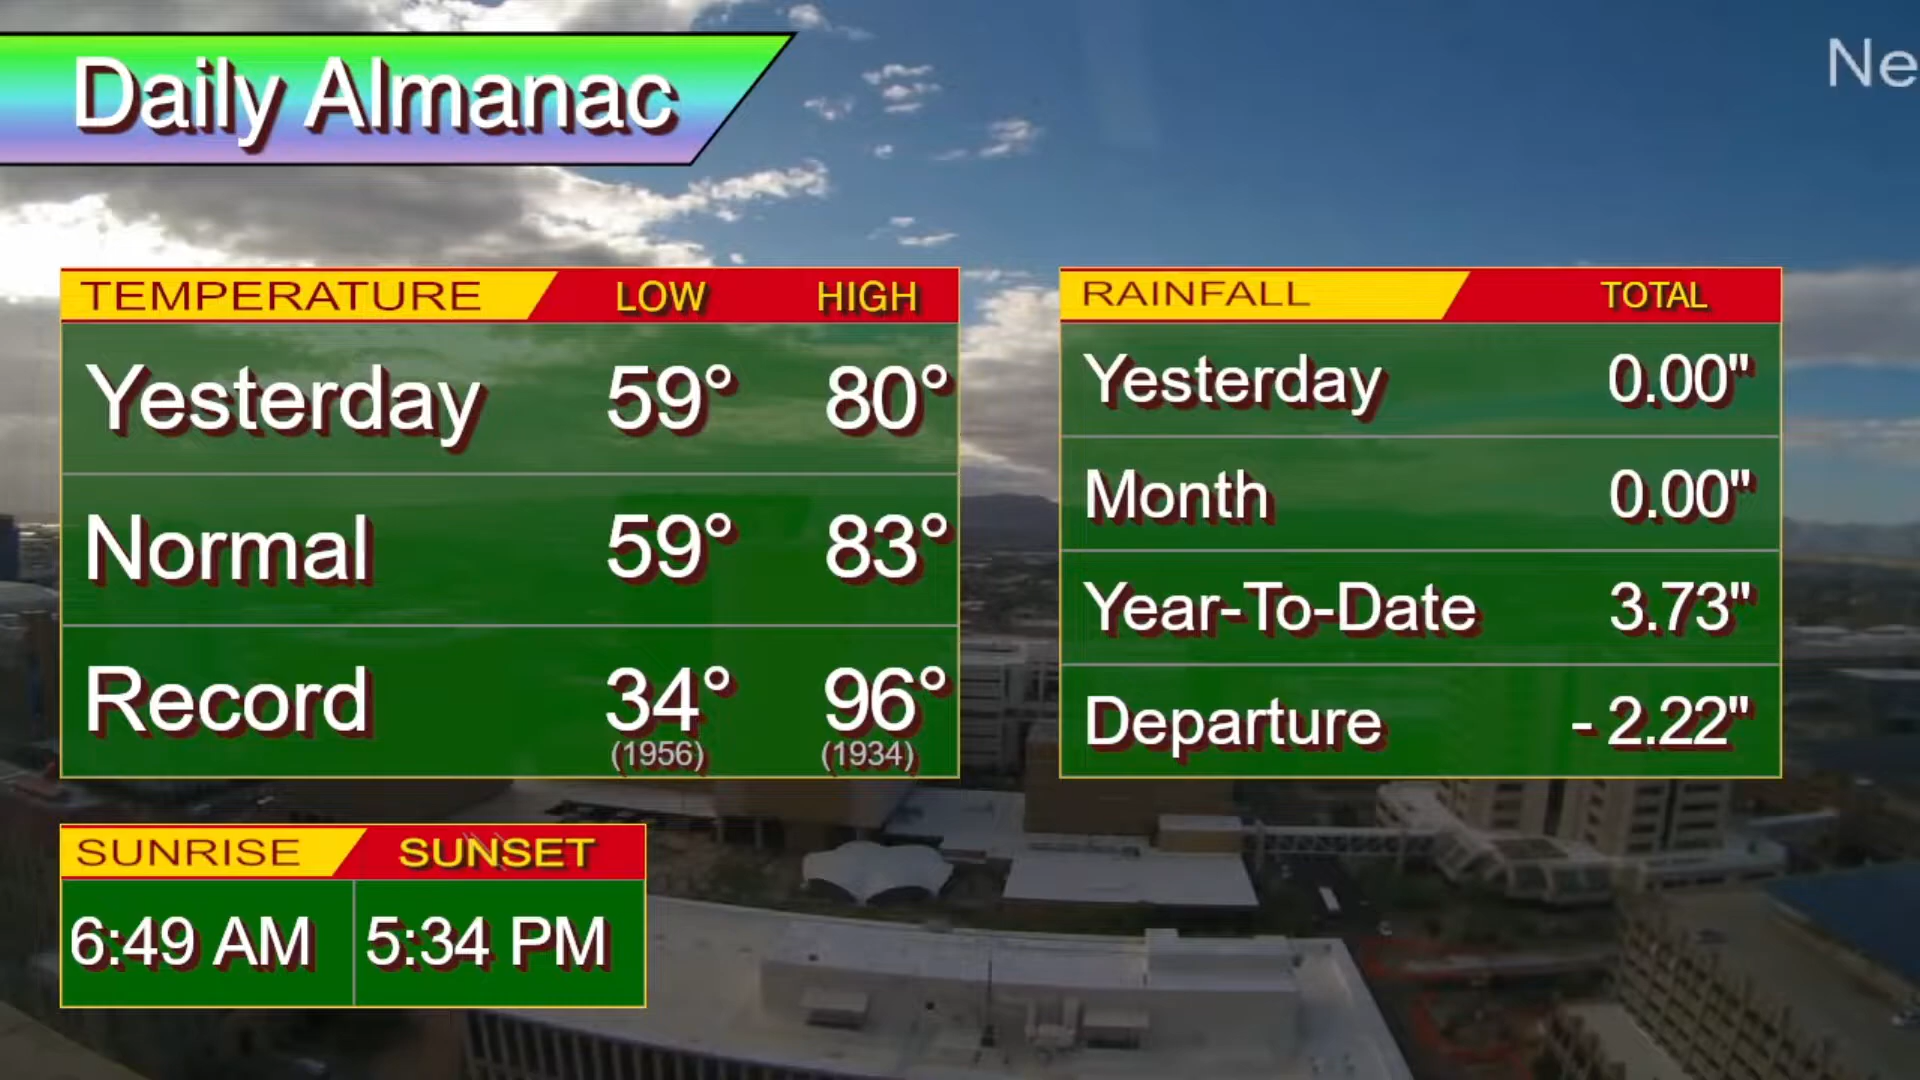 Daily Almanac
Ne
TEMPERATURE LOW HIGH
Yesterday 59° 80°
Normal 59° 83°
Record 34° 96°
(1956) (1934)
RAINFALL TOTAL
Yesterday 0.00"
Month 0.00"
Year-To-Date 3.73"
Departure - 2.22"
SUNRISE SUNSET
6:49 AM 5:34 PM